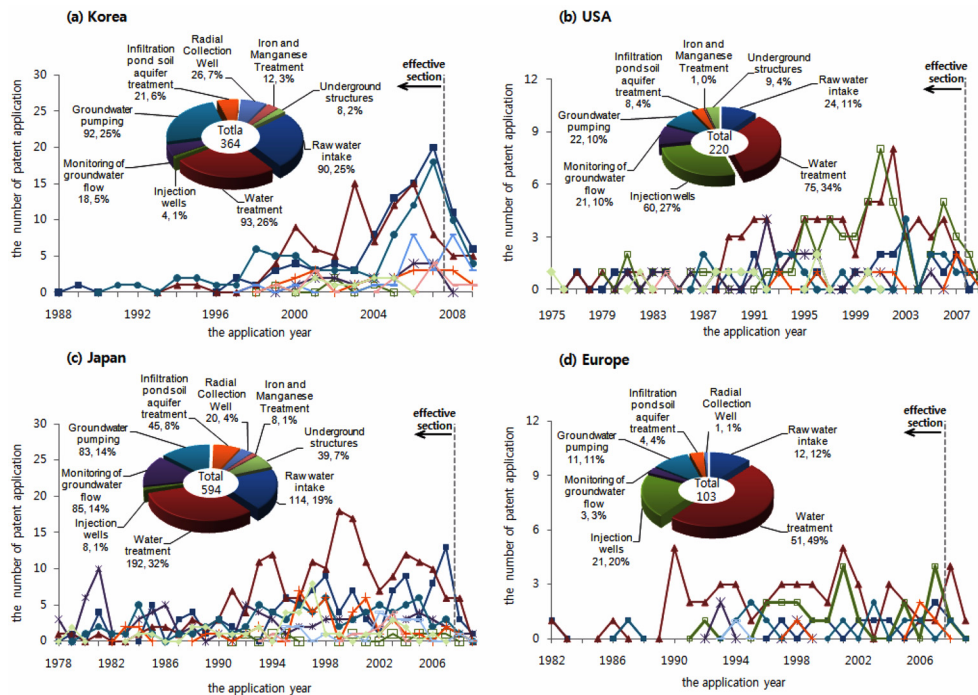 (a) Korea
the number of patent application
30
25
20
15
10
5
0
1988
1992
1996
2000
2004
2008
the application year
effective
section
Totla
364
Infiltration
pond soil
aquifer
treatment
21, 6%
Radial
Collection
Well
26, 7%
Iron and
Manganese
Treatment
12, 3%
Underground
structures
8, 2%
Raw water
intake
90, 25%
Water
treatment
93, 26%
Injection
wells
4, 1%
Monitoring of
groundwater
flow
18, 5%
Groundwater
pumping
92, 25%
(b) USA
the number of patent application
12
9
6
3
0
1975
1979
1983
1987
1991
1995
1999
2003
2007
the application year
effective
section
Total
220
Infiltration
pond soil
aquifer
treatment
8, 4%
Iron and
Manganese
Treatment
1, 0%
Underground
structures
9, 4%
Raw water
intake
24, 11%
Water
treatment
75, 34%
Injection wells
60, 27%
Monitoring of
groundwater
flow
21, 10%
Groundwater
pumping
22, 10%
(c) Japan
the number of patent application
30
25
20
15
10
5
0
1978
1982
1986
1990
1994
1998
2002
2006
the application year
effective
section
Total
594
Infiltration
pond soil
aquifer
treatment
45, 8%
Radial
Collection
Well
20, 4%
Iron and
Manganese
Treatment
8, 1%
Underground
structures
39, 7%
Raw water
intake
114, 19%
Water
treatment
192, 32%
Injection
wells
8, 1%
Monitoring of
groundwater
flow
85, 14%
Groundwater
pumping
83, 14%
(d) Europe
the number of patent application
12
9
6
3
0
1982
1986
1990
1994
1998
2002
2006
the application year
effective
section
Total
103
Infiltration
pond soil
aquifer
treatment
4, 4%
Radial
Collection
Well
1, 1%
Raw water
intake
12, 12%
Water
treatment
51, 49%
Injection wells
21, 20%
Monitoring of
groundwater
flow
3, 3%
Groundwater
pumping
11, 11%